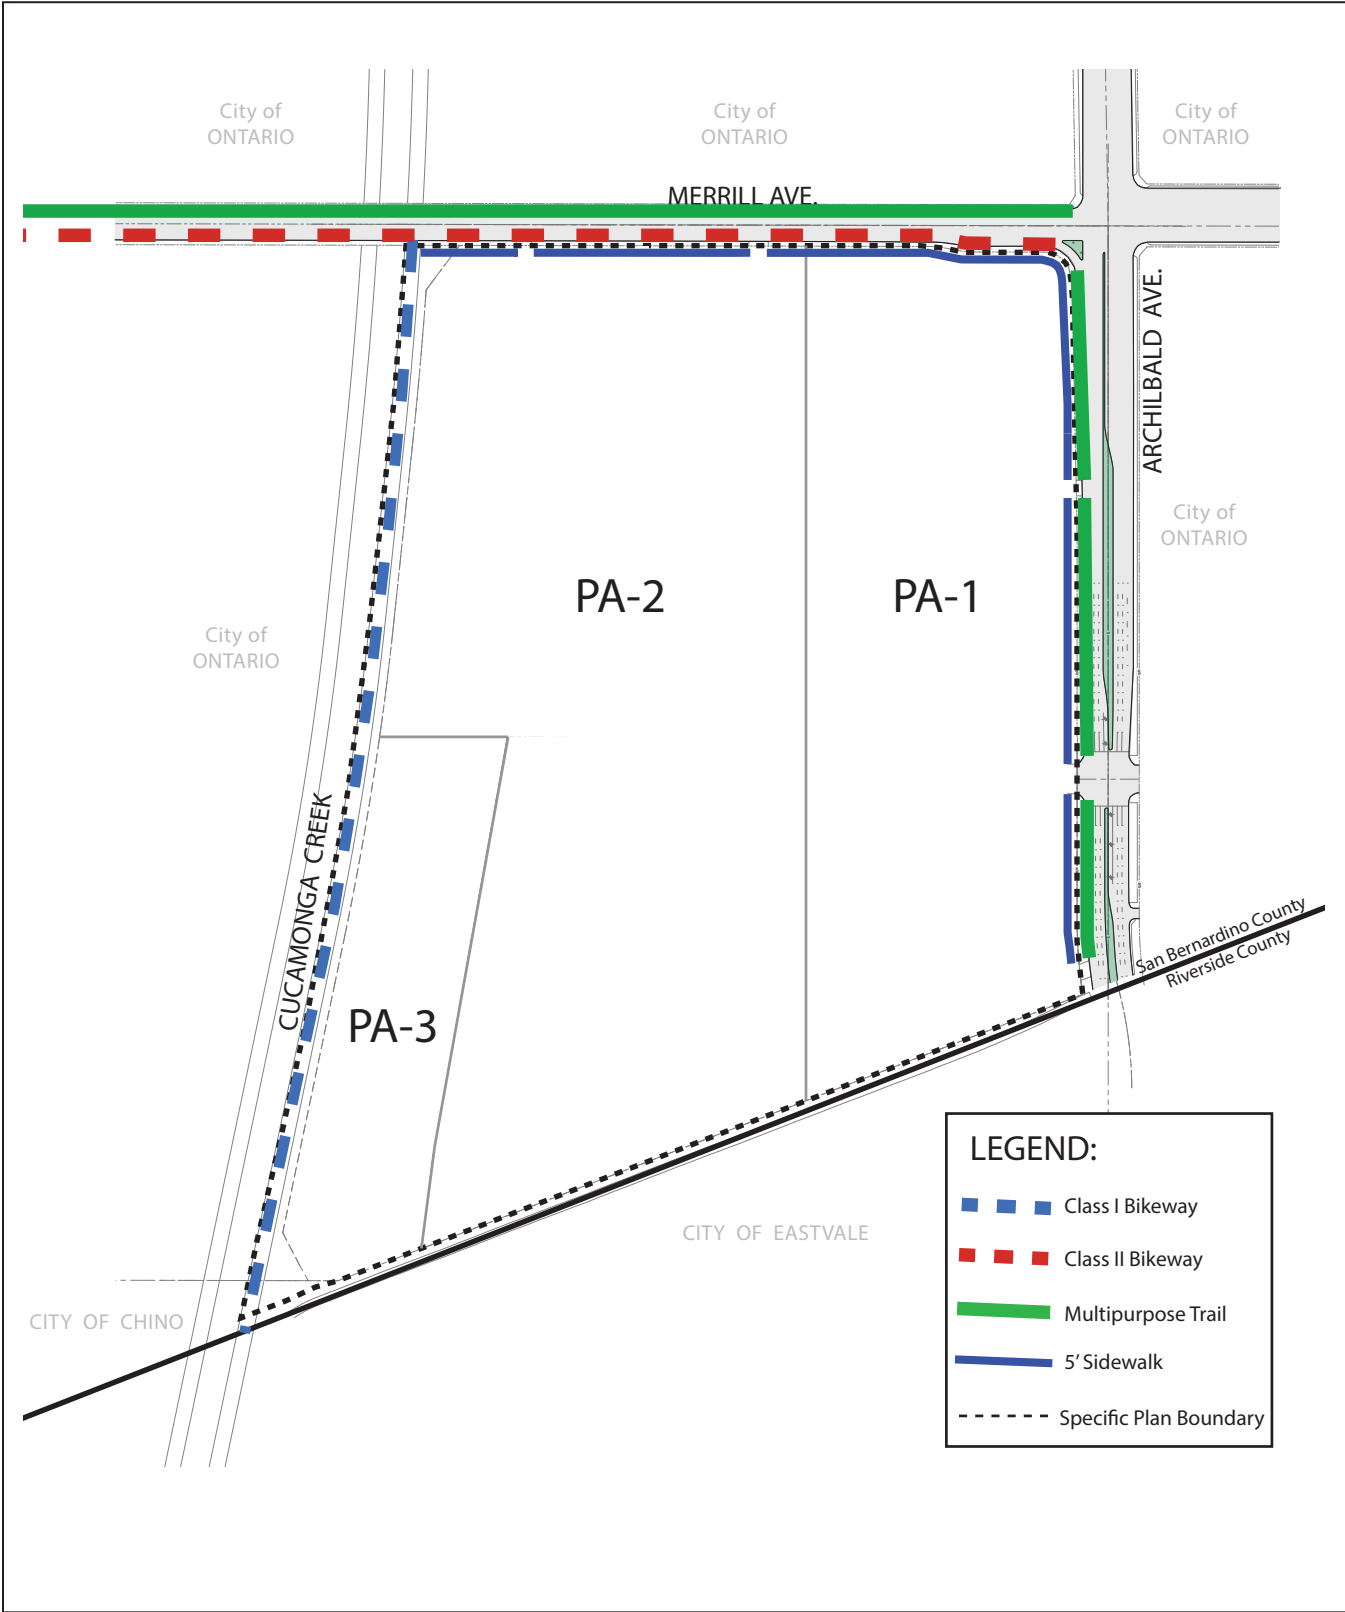 City of
ONTARIO
City of
ONTARIO
City of
ONTARIO
MERRILL AVE.
ARCHILBALD AVE.
City of
ONTARIO
PA-2
PA-1
City of
ONTARIO
CUCAMONGA CREEK
San Bernardino County
Riverside County
PA-3
CITY OF EASTVALE
CITY OF CHINO
LEGEND:
Class I Bikeway
Class II Bikeway
Multipurpose Trail
5' Sidewalk
Specific Plan Boundary